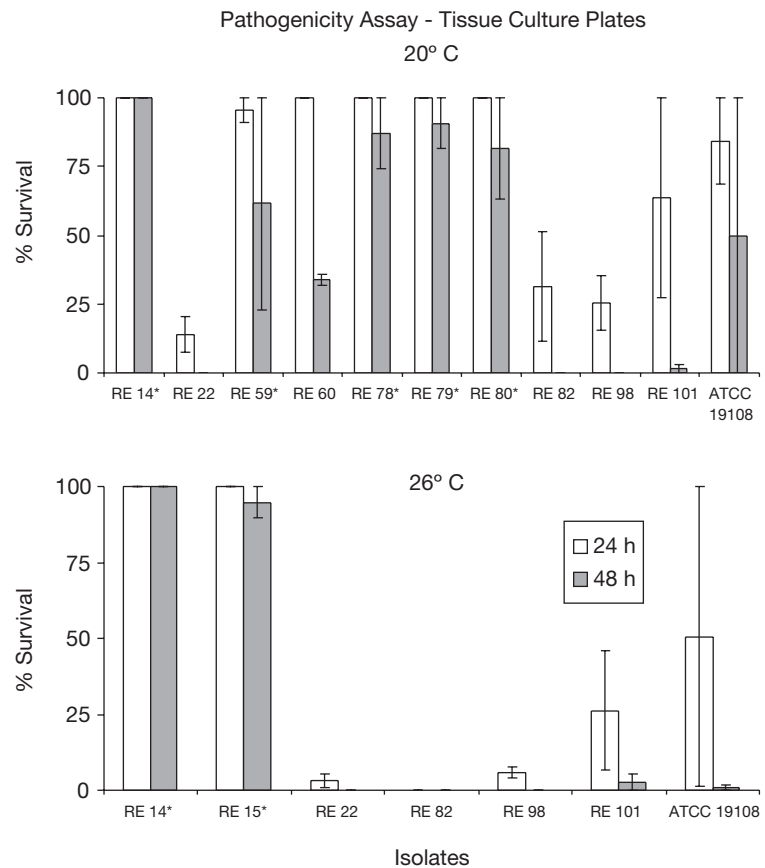 Pathogenicity Assay - Tissue Culture Plates
20º C
100
75
50
25
0
% Survival
RE 14* RE 22 RE 59* RE 60 RE 78* RE 79* RE 80* RE 82 RE 98 RE 101 ATCC
19108
26º C
100
75
50
25
0
% Survival
24 h
48 h
RE 14* RE 15* RE 22 RE 82 RE 98 RE 101 ATCC 19108
Isolates